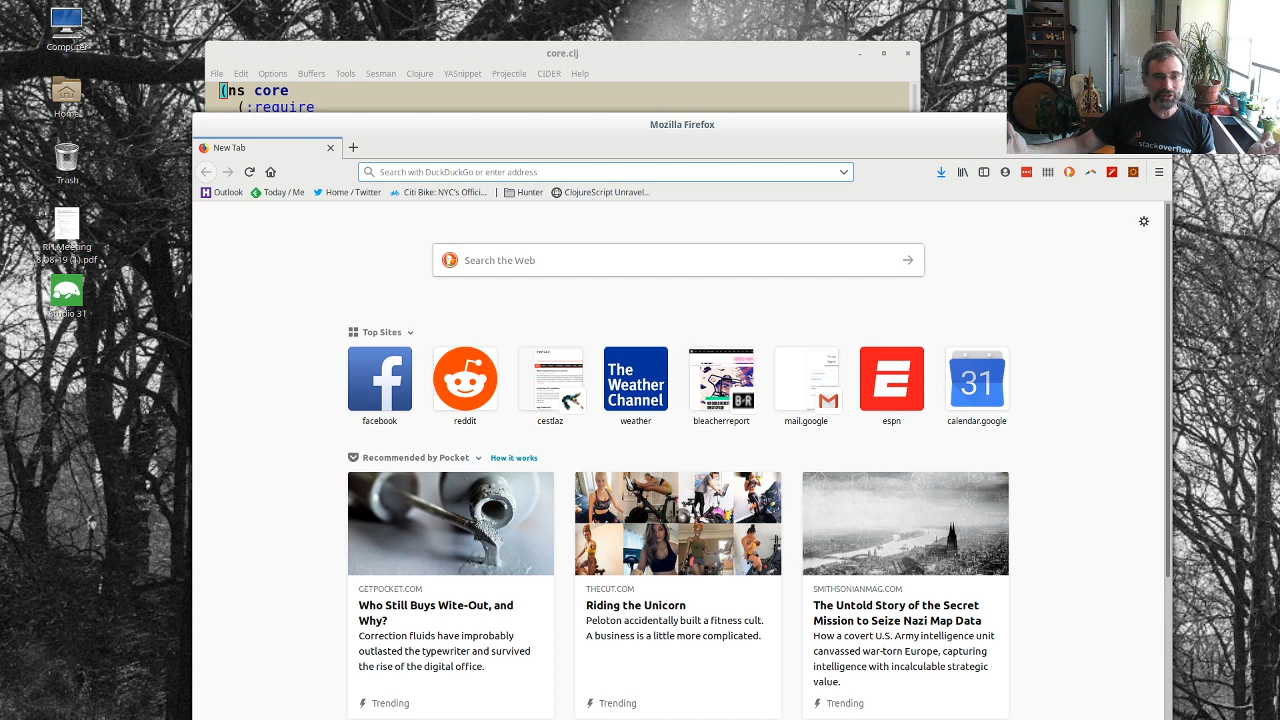 Computer
Home
Trash
RH Meeting
8.08-19 (1).pdf
Studio 3T
core.clj
File Edit Options Buffers Tools Sesman Clojure YASnippet Projectile CIDER Help
(ns core
(:require
stackoverflow
Mozilla Firefox
New Tab
Search with DuckDuckGo or enter address
Outlook Today / Me Home / Twitter Citi Bike: NYC's Offici... Hunter ClojureScript Unravel...
Search the Web
Top Sites
The
Weather
Channel
B/R
31
facebook reddit cestlaz weather bleacherreport mail.google espn calendar.google
Recommended by Pocket How it works
GETPOCKET.COM
Who Still Buys Wite-Out, and
Why?
Correction fluids have improbably
outlasted the typewriter and survived
the rise of the digital office.
Trending
THECUT.COM
Riding the Unicorn
Peloton accidentally built a fitness cult.
A business is a little more complicated.
Trending
SMITHSONIANMAG.COM
The Untold Story of the Secret
Mission to Seize Nazi Map Data
How a covert U.S. Army intelligence unit
canvassed war-torn Europe, capturing
intelligence with incalculable strategic
value.
Trending